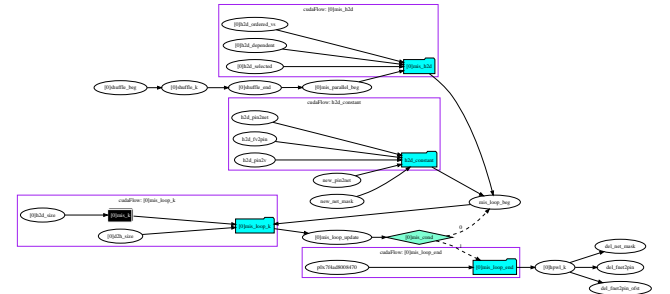 cudaFlow: [0]mis_h2d
[0]h2d_ordered_vs
[0]h2d_dependent
[0]h2d_selected
[0]mis_h2d
[0]shuffle_beg
[0]shuffle_k
[0]shuffle_end
[0]mis_parallel_beg
cudaFlow: h2d_constant
h2d_pin2net
h2d_fv2pin
h2d_pin2v
h2d_constant
new_pin2net
new_net_mask
mis_loop_beg
cudaFlow: [0]mis_loop_k
[0]h2d_size
[0]mis_k
[0]d2h_size
[0]mis_loop_k
[0]mis_loop_update
[0]mis_cond
0
1
cudaFlow: [0]mis_loop_end
[0]mis_loop_end
[0]hpwl_k
del_net_mask
del_fnet2pin